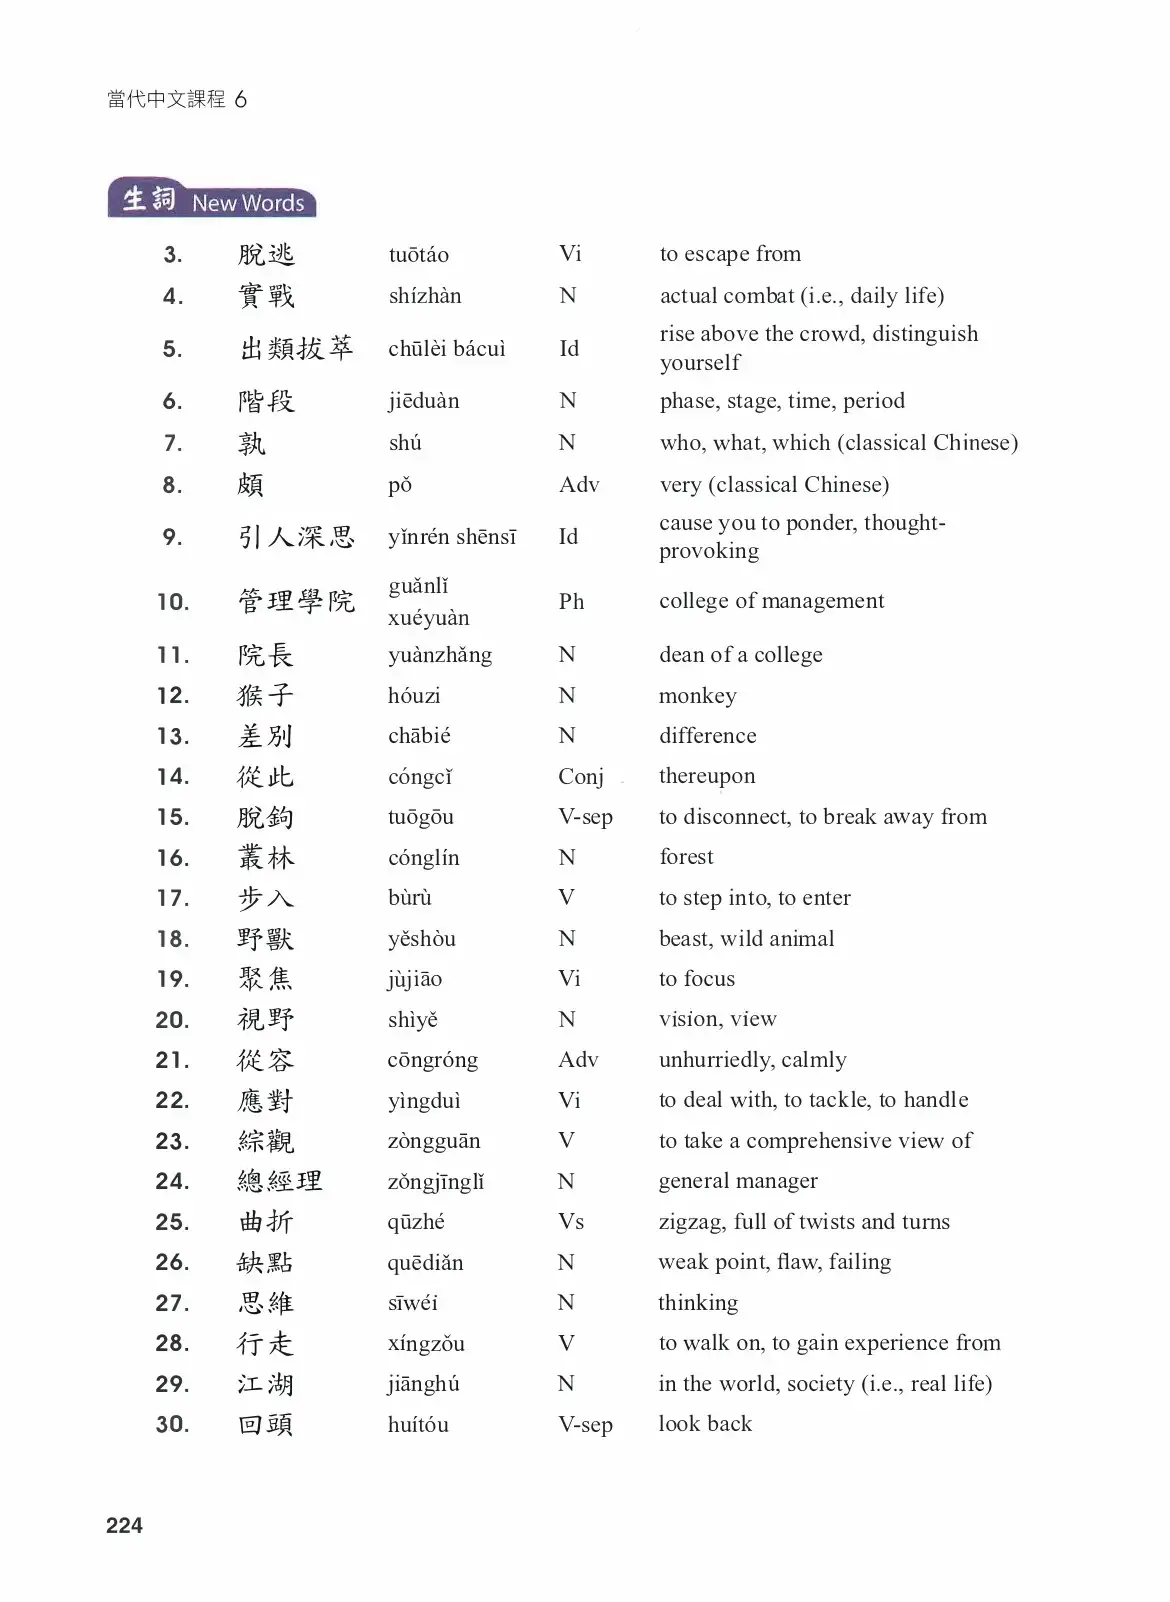 當代中文課程 6
生詞 New Words
3. 脫逃 tuōtáo Vi to escape from
4. 實戰 shízhàn N actual combat (i.e., daily life)
5. 出類拔萃 chūlèi bácuì Id rise above the crowd, distinguish
yourself
6. 階段 jiēduàn N phase, stage, time, period
7. 孰 shú N who, what, which (classical Chinese)
8. 頗 pǒ Adv very (classical Chinese)
9. 引人深思 yǐnrén shēnsī Id cause you to ponder, thought-
provoking
10. 管理學院 guǎnlǐ
xuéyuàn Ph college of management
11. 院長 yuànzhǎng N dean of a college
12. 猴子 hóuzi N monkey
13. 差別 chābié N difference
14. 從此 cóngcǐ Conj thereupon
15. 脫鉤 tuōgōu V-sep to disconnect, to break away from
16. 叢林 cónglín N forest
17. 步入 bùrù V to step into, to enter
18. 野獸 yěshòu N beast, wild animal
19. 聚焦 jùjiāo Vi to focus
20. 視野 shìyě N vision, view
21. 從容 cōngróng Adv unhurriedly, calmly
22. 應對 yìngduì Vi to deal with, to tackle, to handle
23. 綜觀 zòngguān V to take a comprehensive view of
24. 總經理 zǒngjīnglǐ N general manager
25. 曲折 qūzhé Vs zigzag, full of twists and turns
26. 缺點 quēdiǎn N weak point, flaw, failing
27. 思維 sīwéi N thinking
28. 行走 xíngzǒu V to walk on, to gain experience from
29. 江湖 jiānghú N in the world, society (i.e., real life)
30. 回頭 huítóu V-sep look back
224